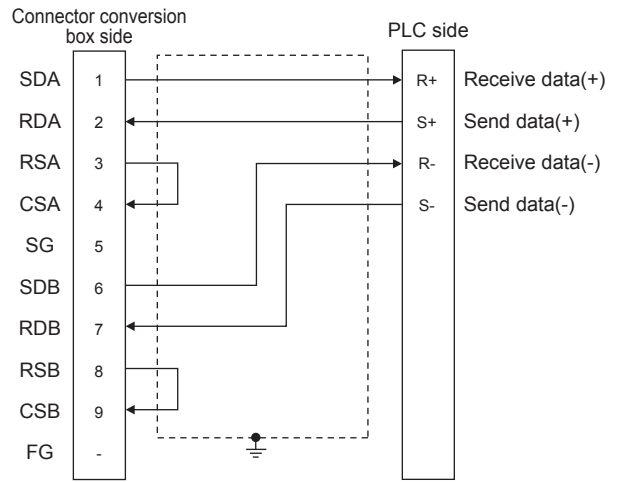 Connector conversion
box side
PLC side
SDA 1 R+ Receive data(+)
RDA 2 S+ Send data(+)
RSA 3 R- Receive data(-)
CSA 4 S- Send data(-)
SG 5
SDB 6
RDB 7
RSB 8
CSB 9
FG -